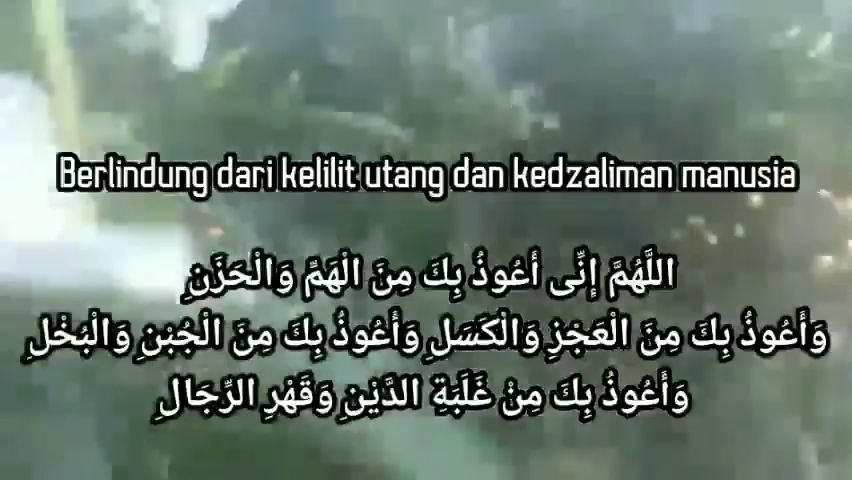 Berlindung dari kelilit utang dan kedzaliman manusia
اللَّهُمَّ إِنِّى أَعُوذُ بِكَ مِنَ الْهَمِّ وَالْحَزَنِ
وَأَعُوذُ بِكَ مِنَ الْعَجْزِ وَالْكَسَلِ وَأَعُوذُ بِكَ مِنَ الْجُبْنِ وَالْبُخْلِ
وَأَعُوذُ بِكَ مِنْ غَلَبَةِ الدَّيْنِ وَقَهْرِ الرِّجَالِ